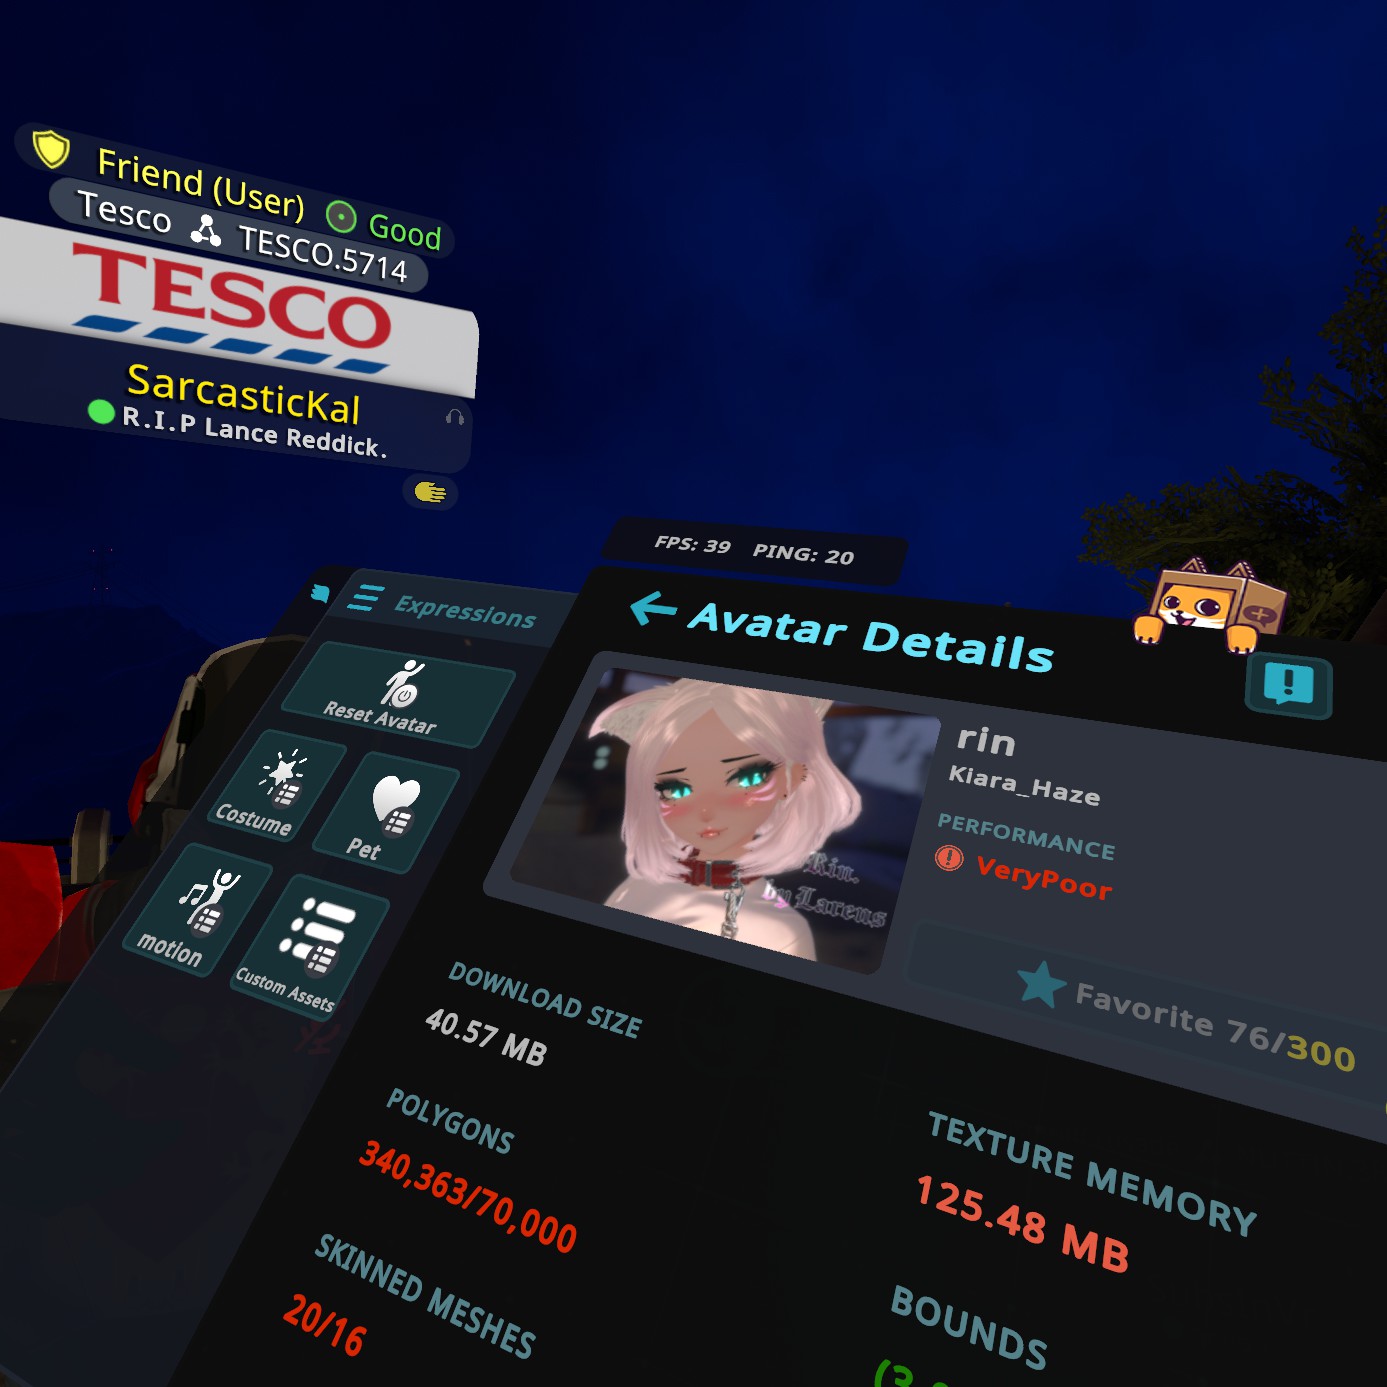 Friend (User) Good
Tesco TESCO.5714
TESCO
SarcasticKal
R.I.P Lance Reddick.
FPS: 39 PING: 20
Expressions
Reset Avatar
Costume
Pet
motion
Custom Assets
Avatar Details
Rin.
by Larens
rin
Kiara_Haze
PERFORMANCE
VeryPoor
Favorite 76/300
DOWNLOAD SIZE
40.57 MB
POLYGONS
340,363/70,000
SKINNED MESHES
20/16
TEXTURE MEMORY
125.48 MB
BOUNDS